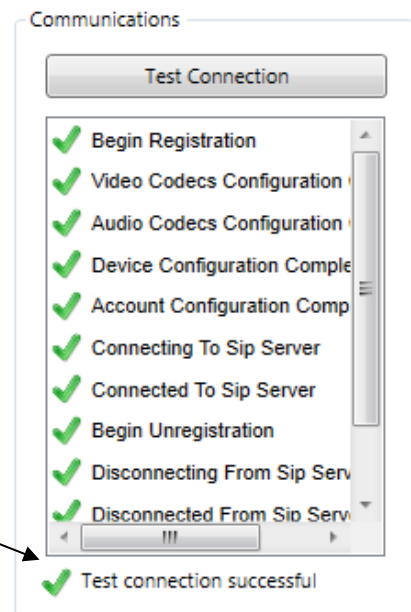 Communications
Test Connection
Begin Registration
Video Codecs Configuration
Audio Codecs Configuration
Device Configuration Comple
Account Configuration Comp
Connecting To Sip Server
Connected To Sip Server
Begin Unregistration
Disconnecting From Sip Serv
Disconnected From Sip Serv
Test connection successful